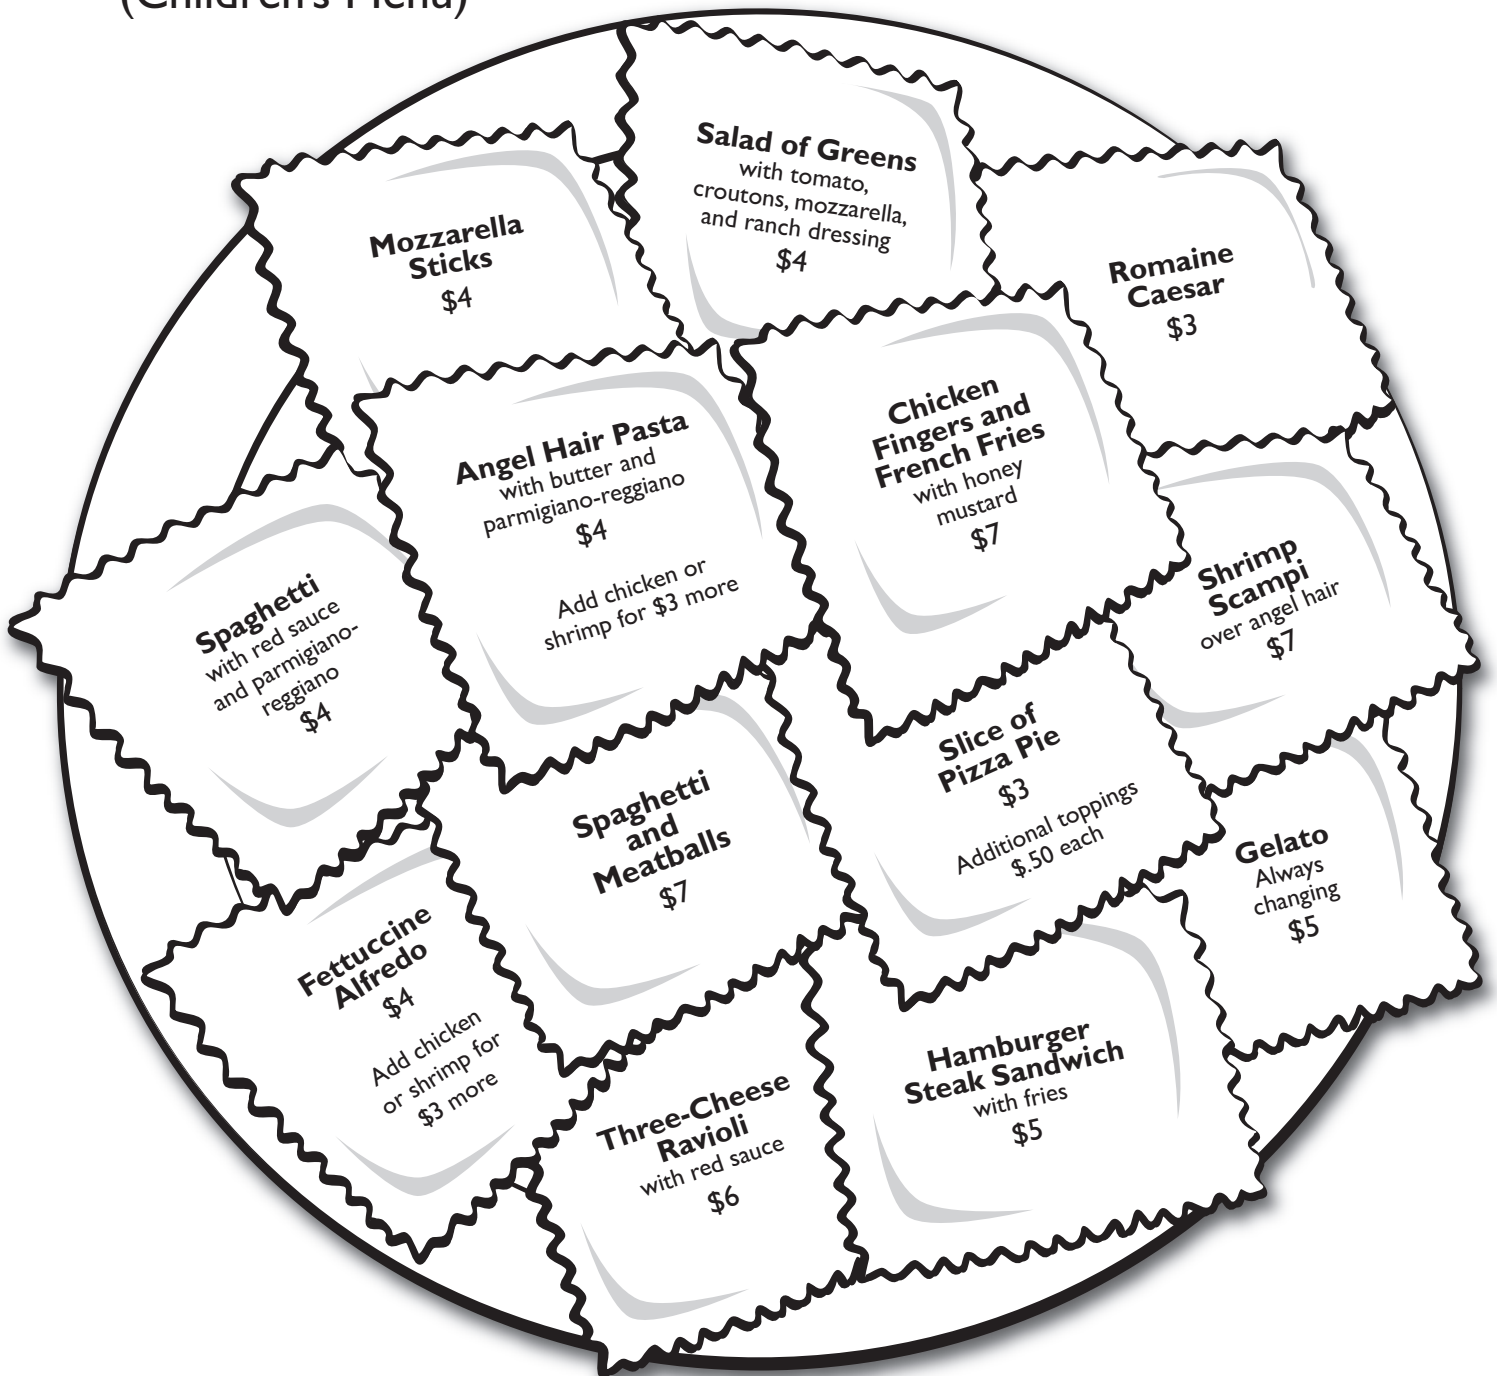 (Children's Menu)
Salad of Greens
with tomato,
croutons, mozzarella,
and ranch dressing
$4
Mozzarella
Sticks
$4
Romaine
Caesar
$3
Angel Hair Pasta
with butter and
parmigiano-reggiano
$4
Add chicken or
shrimp for $3 more
Chicken
Fingers and
French Fries
with honey
mustard
$7
Shrimp
Scampi
over angel hair
$7
Spaghetti
with red sauce
and parmigiano-
reggiano
$4
Spaghetti
and
Meatballs
$7
Slice of
Pizza Pie
$3
Additional toppings
$.50 each
Gelato
Always
changing
$5
Fettuccine
Alfredo
$4
Add chicken
or shrimp for
$3 more
Three-Cheese
Ravioli
with red sauce
$6
Hamburger
Steak Sandwich
with fries
$5